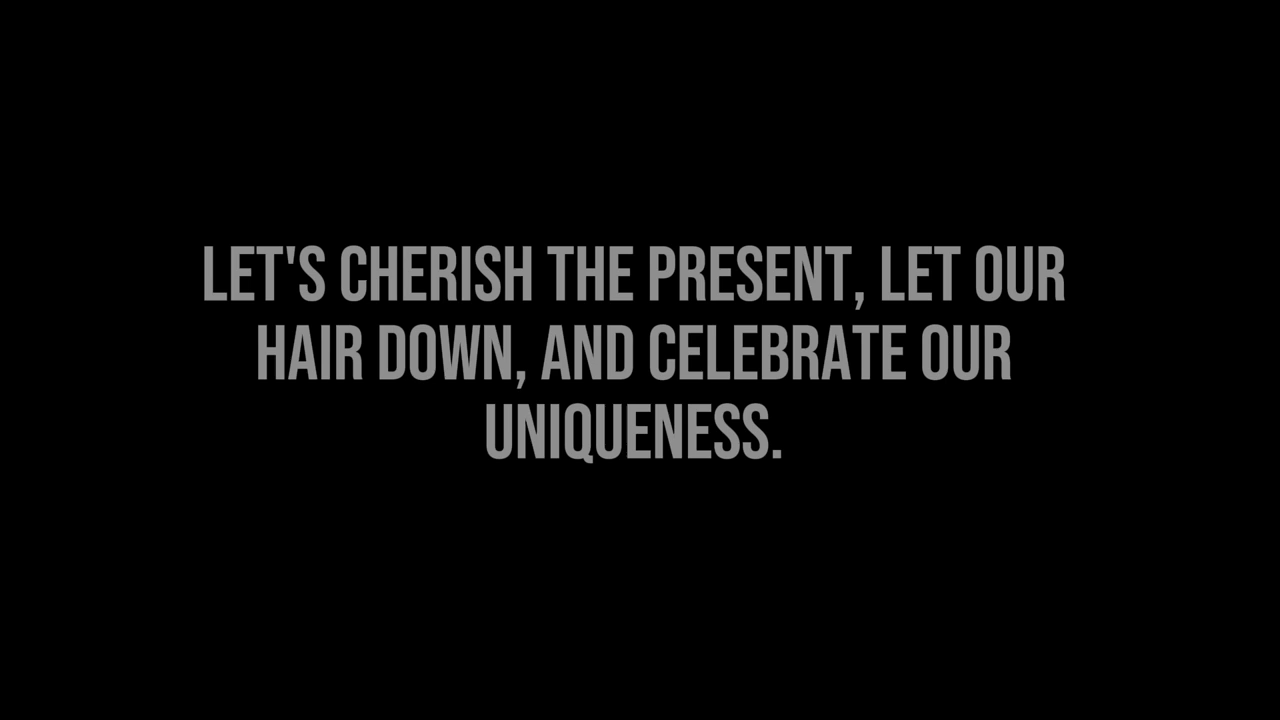 LET'S CHERISH THE PRESENT, LET OUR
HAIR DOWN, AND CELEBRATE OUR
UNIQUENESS.